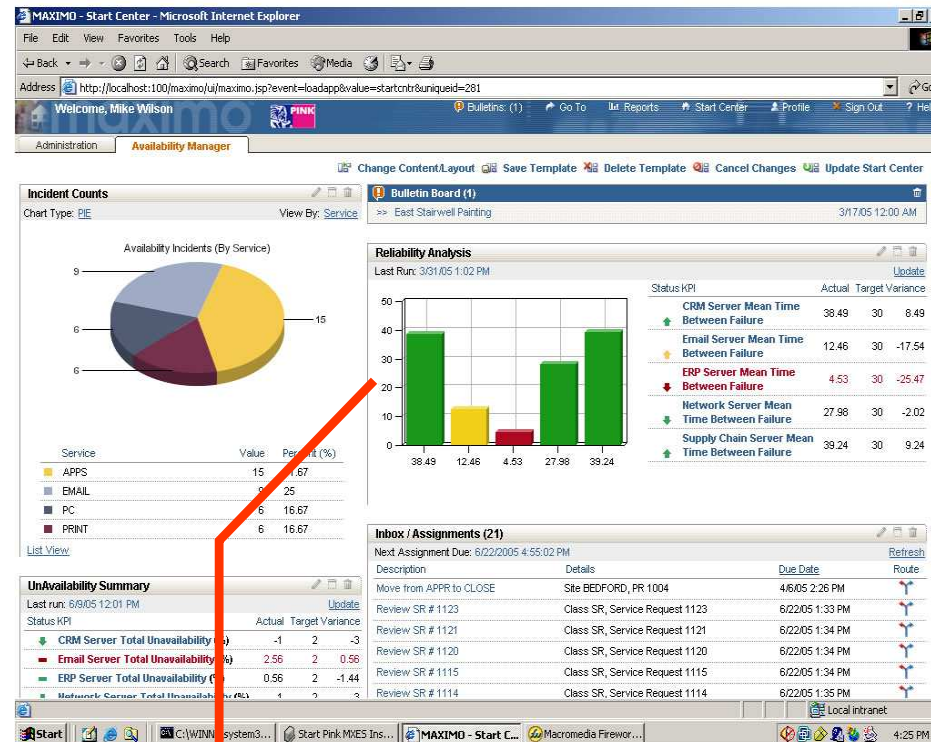 MAXIMO - Start Center - Microsoft Internet Explorer
File Edit View Favorites Tools Help
Back Search Favorites Media
Address http://localhost:100/maximo/ui/maximo.jsp?event=loadapp&value=startcntr&uniqueid=281
Welcome, Mike Wilson PINK Bulletins: (1) Go To Reports Start Center Profile Sign Out ? Hel
maximo
Administration Availability Manager
Change Content/Layout Save Template Delete Template Cancel Changes Update Start Center
Incident Counts
Chart Type: PIE View By: Service
Availability Incidents (By Service)
9
15
6
6
Service Value Percent (%)
APPS 15
EMAIL 9 25
PC 6 16.67
PRINT 6 16.67
List View
UnAvailability Summary
Last run: 6/9/05 12:01 PM Update
Status KPI Actual Target Variance
CRM Server Total Unavailability -1 2 -3
Email Server Total Unavailability %) 2.56 2 0.56
ERP Server Total Unavailability ( 0.56 2 -1.44
Network Server Total Unavailability (%) 1 2 3
Bulletin Board (1)
>> East Stairwell Painting 3/17/05 12:00 AM
Reliability Analysis
Last Run: 3/31/05 1:02 PM Update
50
40
30
20
10
0
38.49 12.46 4.53 27.98 39.24
Status KPI Actual Target Variance
CRM Server Mean Time
Between Failure 38.49 30 8.49
Email Server Mean Time
Between Failure 12.46 30 -17.54
ERP Server Mean Time
Between Failure 4.53 30 -25.47
Network Server Mean
Time Between Failure 27.98 30 -2.02
Supply Chain Server Mean
Time Between Failure 39.24 30 9.24
Inbox / Assignments (21)
Next Assignment Due: 6/22/2005 4:55:02 PM Refresh
Description Details Due Date Route
Move from APPR to CLOSE Site BEDFORD, PR 1004 4/6/05 2:26 PM
Review SR # 1123 Class SR, Service Request 1123 6/22/05 1:33 PM
Review SR # 1121 Class SR, Service Request 1121 6/22/05 1:34 PM
Review SR # 1120 Class SR, Service Request 1120 6/22/05 1:34 PM
Review SR # 1115 Class SR, Service Request 1115 6/22/05 1:34 PM
Review SR # 1114 Class SR, Service Request 1114 6/22/05 1:35 PM
Local intranet
Start C:\WINN system3... Start Pink MXES Ins... MAXIMO - Start C... Macromedia Firewor... 4:25 PM